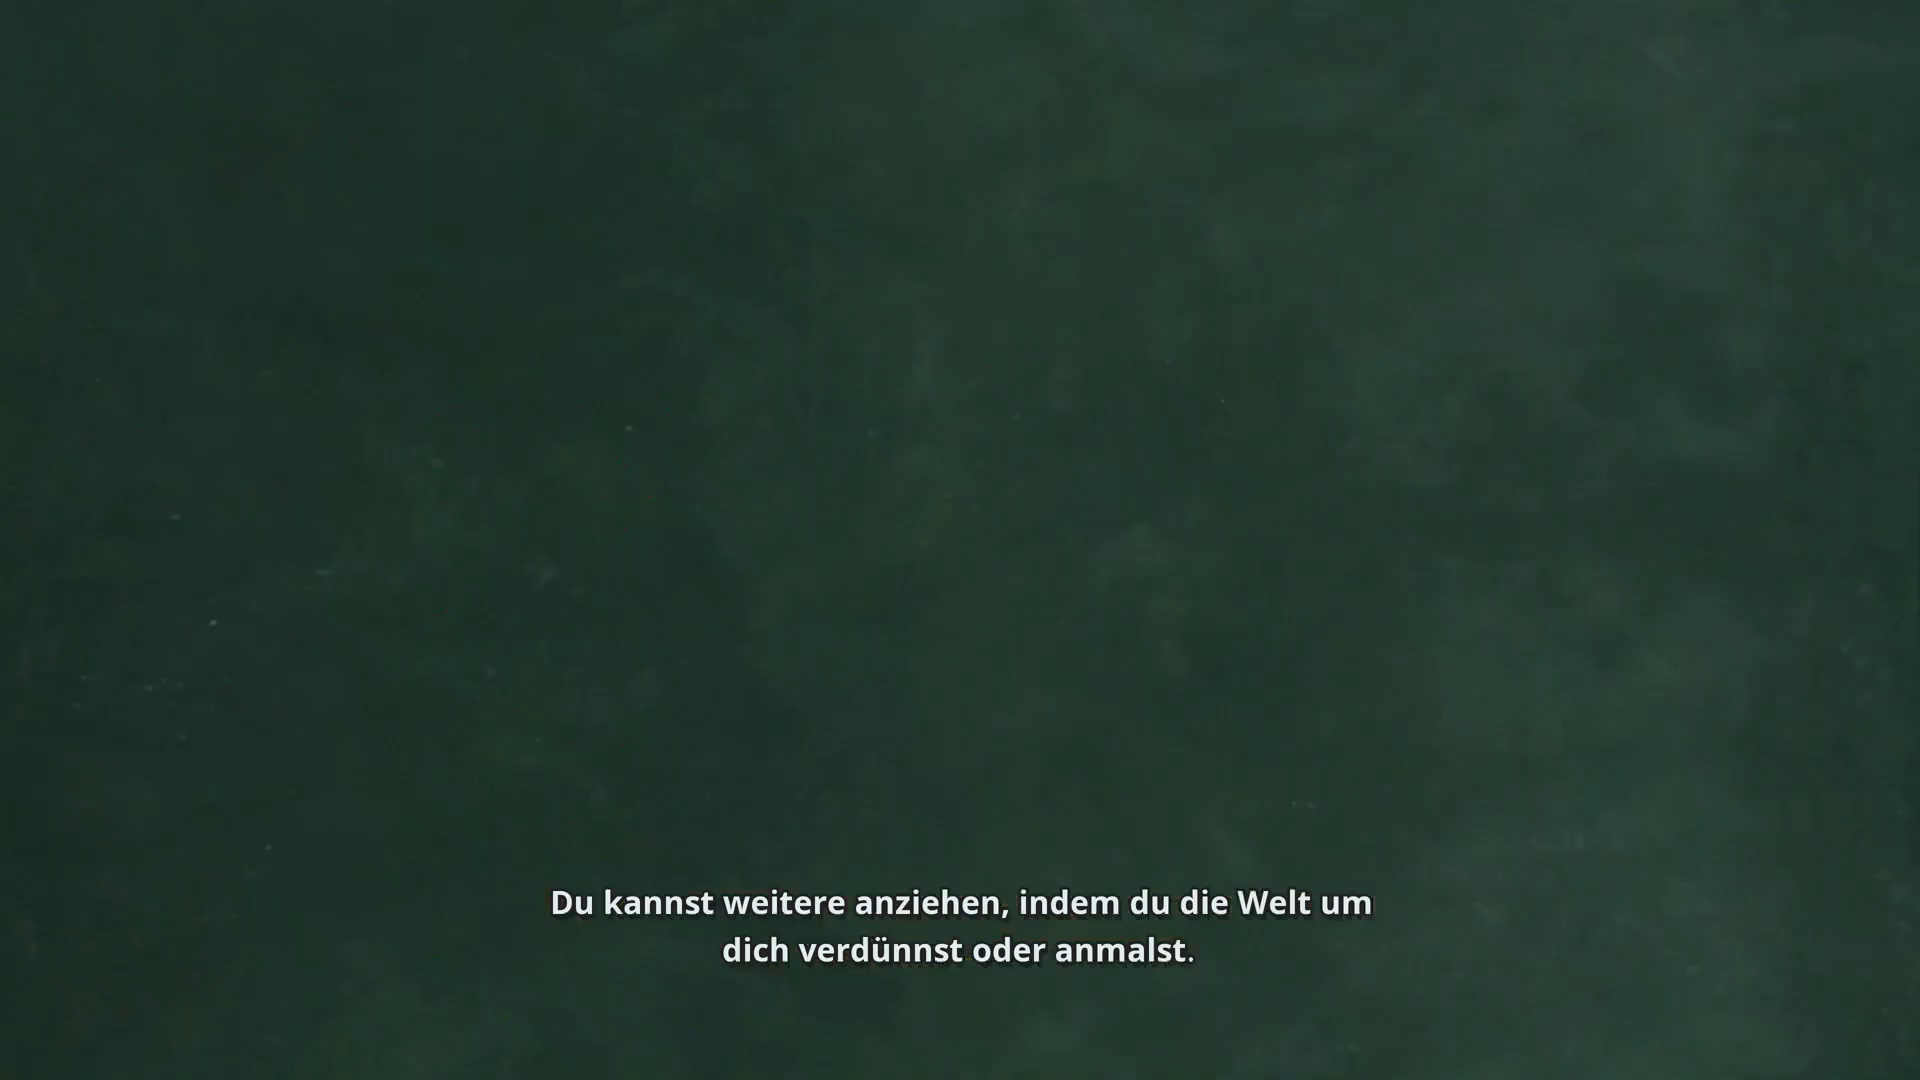 Du kannst weitere anziehen, indem du die Welt um
dich verdünnst oder anmalst.